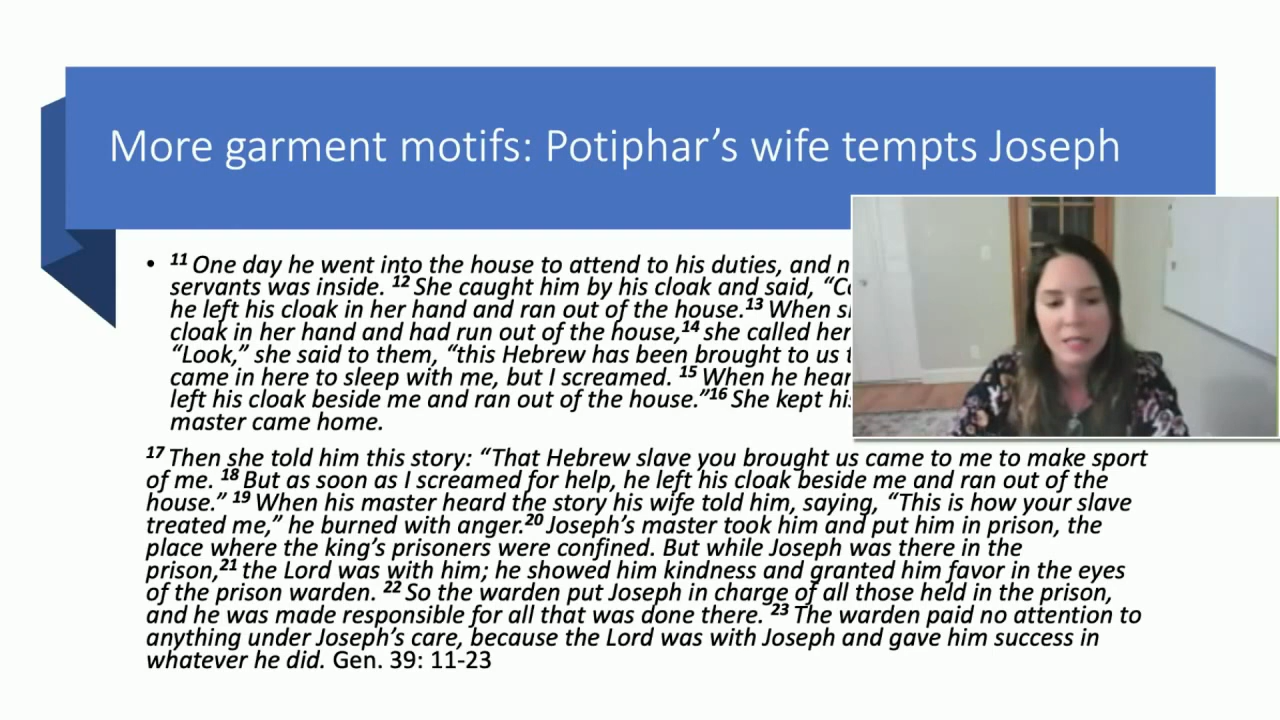 More garment motifs: Potiphar’s wife tempts Joseph
• ¹¹ One day he went into the house to attend to his duties, and
servants was inside. ¹² She caught him by his cloak and said,
he left his cloak in her hand and ran out of the house.¹³ When
cloak in her hand and had run out of the house,¹⁴ she called her
“Look,” she said to them, “this Hebrew has been brought to us
came in here to sleep with me, but I screamed. ¹⁵ When he
left his cloak beside me and ran out of the house.”¹⁶ She kept
master came home.
¹⁷ Then she told him this story: “That Hebrew slave you brought us came to me to make sport
of me. ¹⁸ But as soon as I screamed for help, he left his cloak beside me and ran out of the
house.” ¹⁹ When his master heard the story his wife told him, saying, “This is how your slave
treated me,” he burned with anger.²⁰ Joseph’s master took him and put him in prison, the
place where the king’s prisoners were confined. But while Joseph was there in the
prison,²¹ the Lord was with him; he showed him kindness and granted him favor in the eyes
of the prison warden. ²² So the warden put Joseph in charge of all those held in the prison,
and he was made responsible for all that was done there. ²³ The warden paid no attention to
anything under Joseph’s care, because the Lord was with Joseph and gave him success in
whatever he did. Gen. 39: 11-23